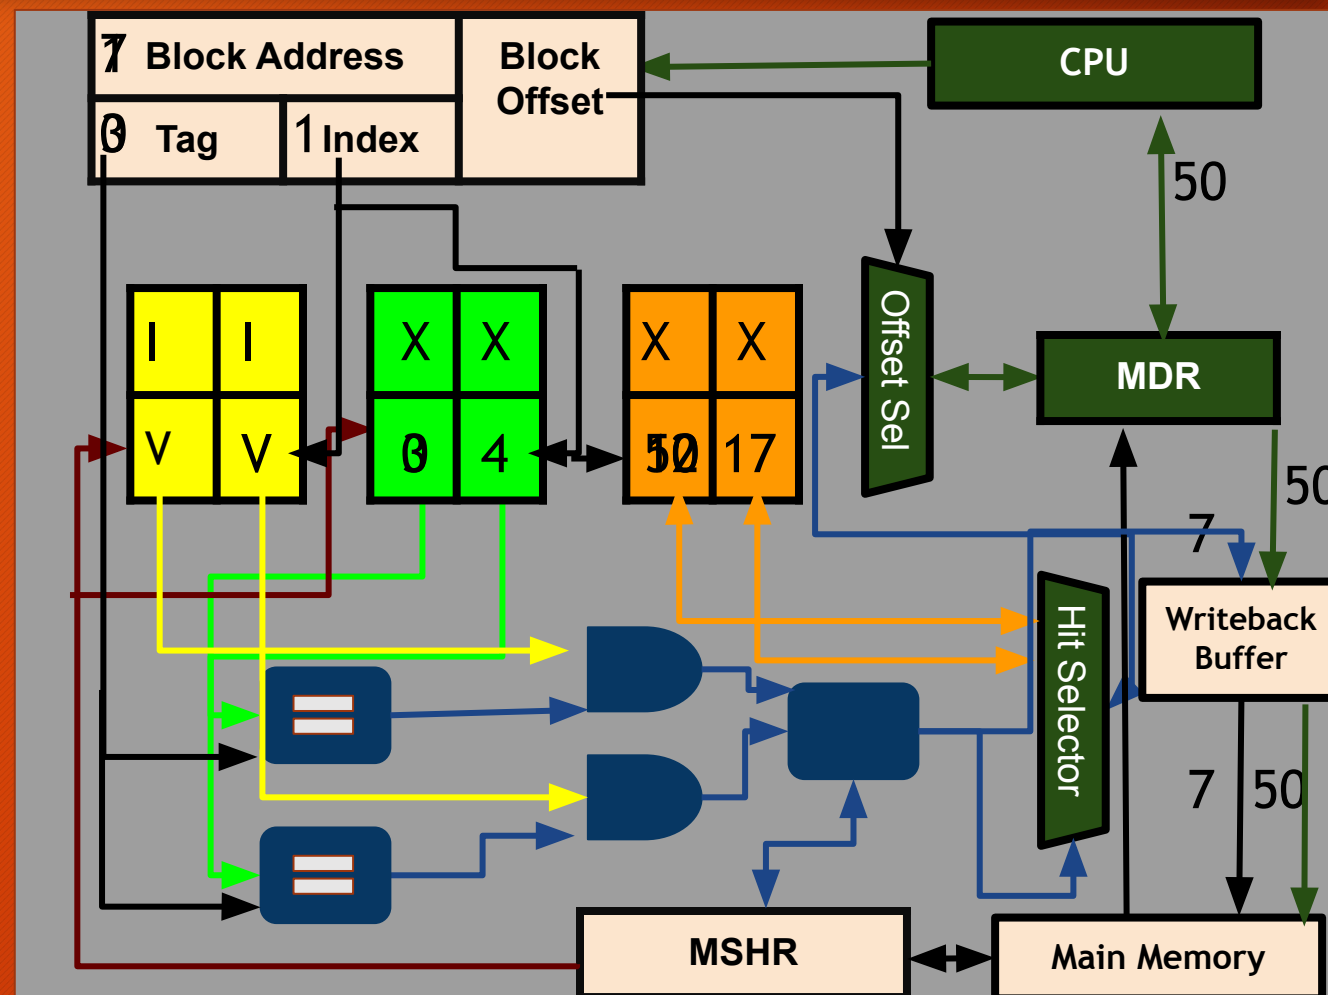 Block Address
Block
Offset
CPU
Tag
1
Index
50
I
I
X
X
X
X
Offset Sel
MDR
V
V
4
17
50
7
Writeback
Buffer
Hit Selector
7
50
MSHR
Main Memory